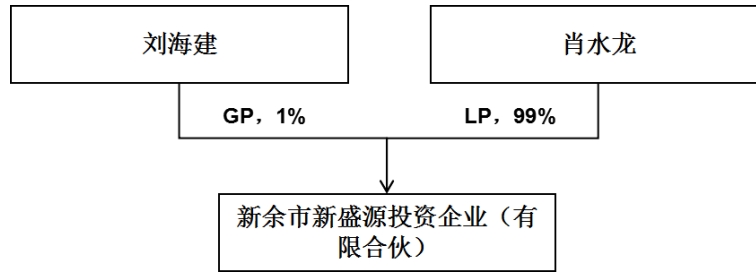 刘海建
肖水龙
GP，1%
LP，99%
新余市新盛源投资企业（有
限合伙）